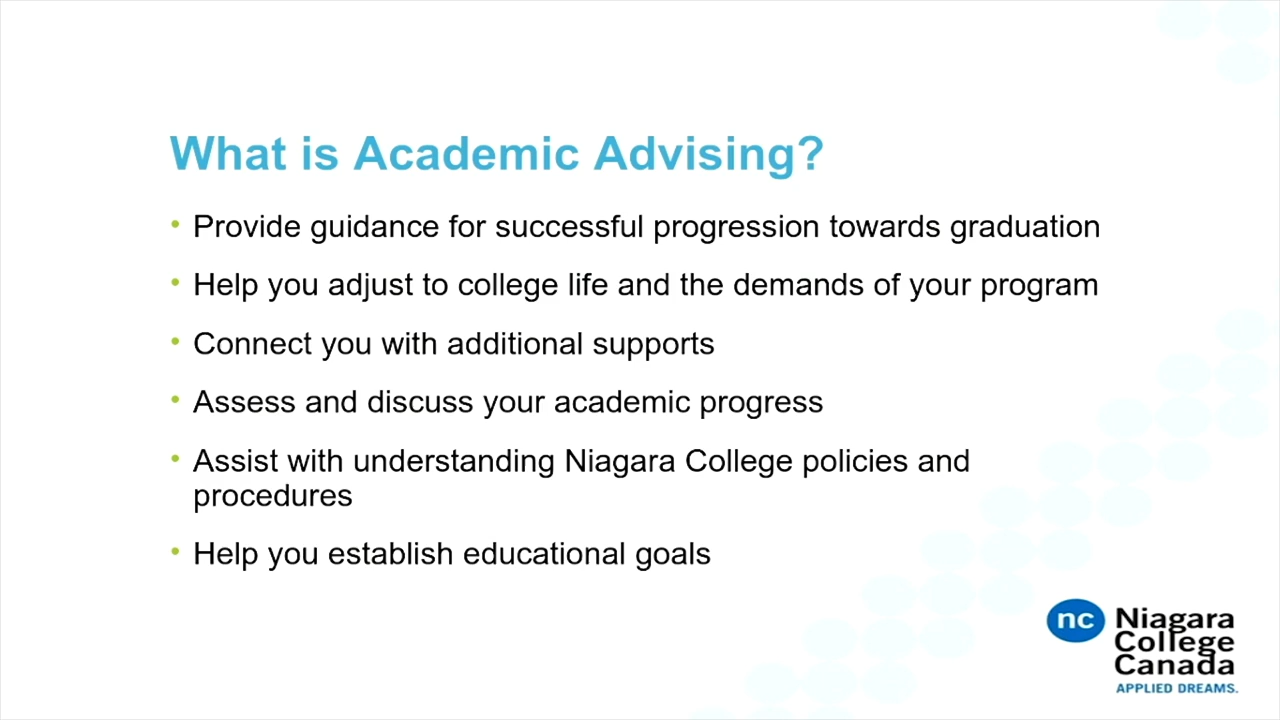 What is Academic Advising?
• Provide guidance for successful progression towards graduation
• Help you adjust to college life and the demands of your program
• Connect you with additional supports
• Assess and discuss your academic progress
• Assist with understanding Niagara College policies and
procedures
• Help you establish educational goals
nc
Niagara
College
Canada
APPLIED DREAMS.